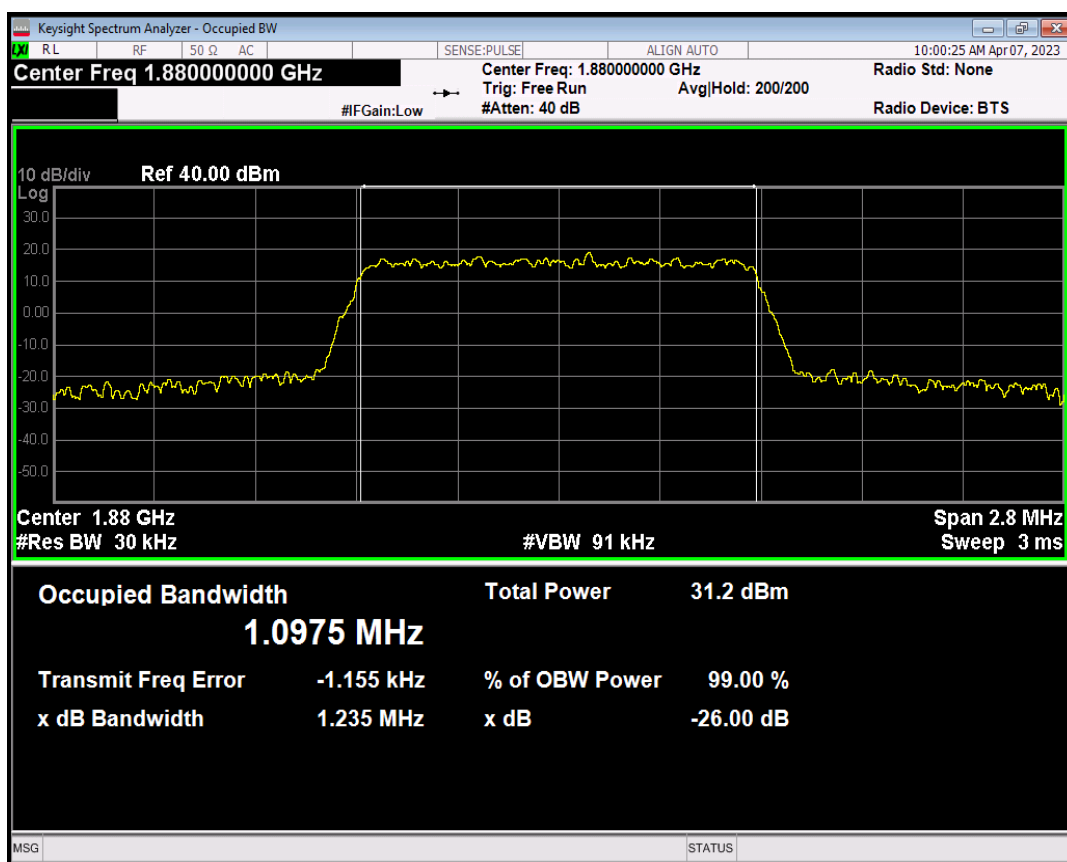 Keysight Spectrum Analyzer - Occupied BW
LXI RL RF 50 Ω AC SENSE:PULSE ALIGN AUTO 10:00:25 AM Apr 07, 2023
Center Freq 1.880000000 GHz Center Freq: 1.880000000 GHz Radio Std: None
Trig: Free Run Avg|Hold: 200/200
#IFGain:Low #Atten: 40 dB Radio Device: BTS
10 dB/div Ref 40.00 dBm
Log
30.0
20.0
10.0
0.00
-10.0
-20.0
-30.0
-40.0
-50.0
Center 1.88 GHz Span 2.8 MHz
#Res BW 30 kHz #VBW 91 kHz Sweep 3 ms
Occupied Bandwidth Total Power 31.2 dBm
1.0975 MHz
Transmit Freq Error -1.155 kHz % of OBW Power 99.00 %
x dB Bandwidth 1.235 MHz x dB -26.00 dB
MSG STATUS